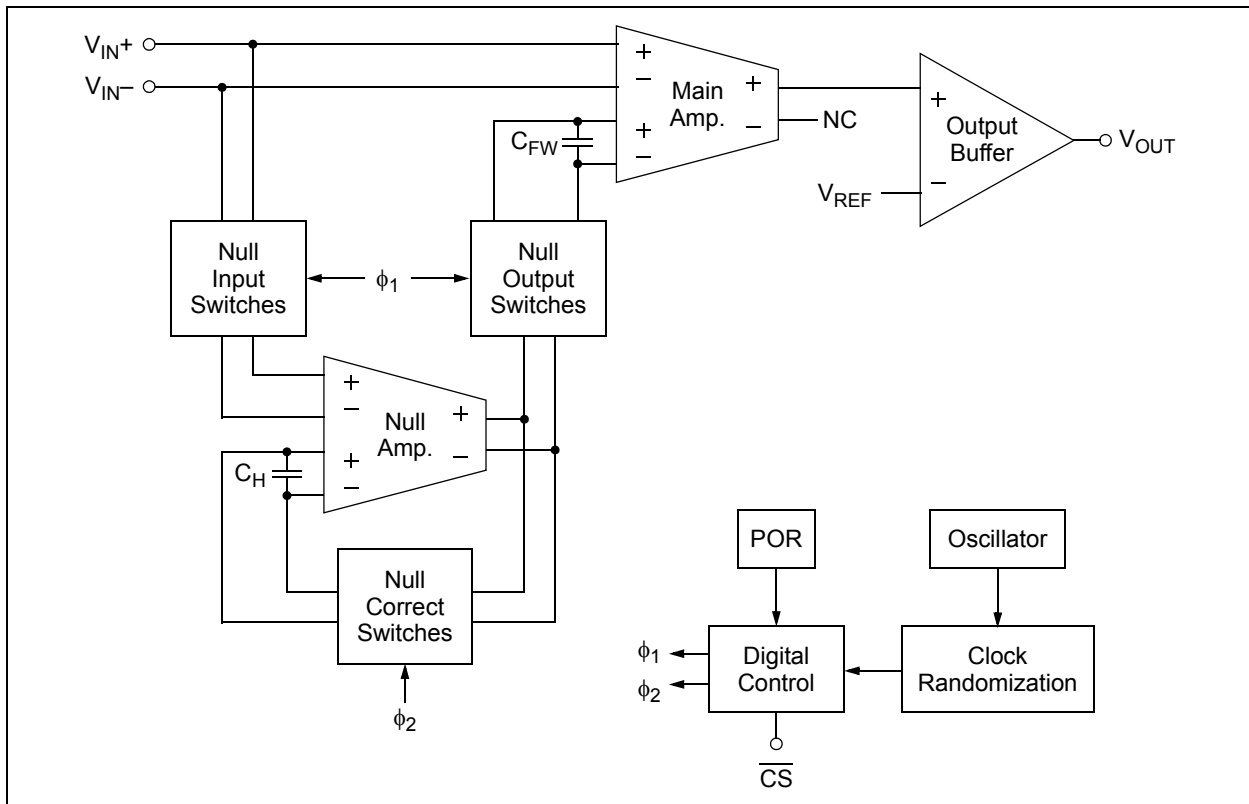 V_IN+
V_IN–
+
–
+
–
Main
Amp.
+
–
NC
C_FW
+
Output
Buffer
–
V_REF
V_OUT
Null
Input
Switches
ϕ1
Null
Output
Switches
+
–
+
–
Null
Amp.
+
–
C_H
Null
Correct
Switches
ϕ2
POR
Oscillator
ϕ1
ϕ2
Digital
Control
Clock
Randomization
C̅S̅